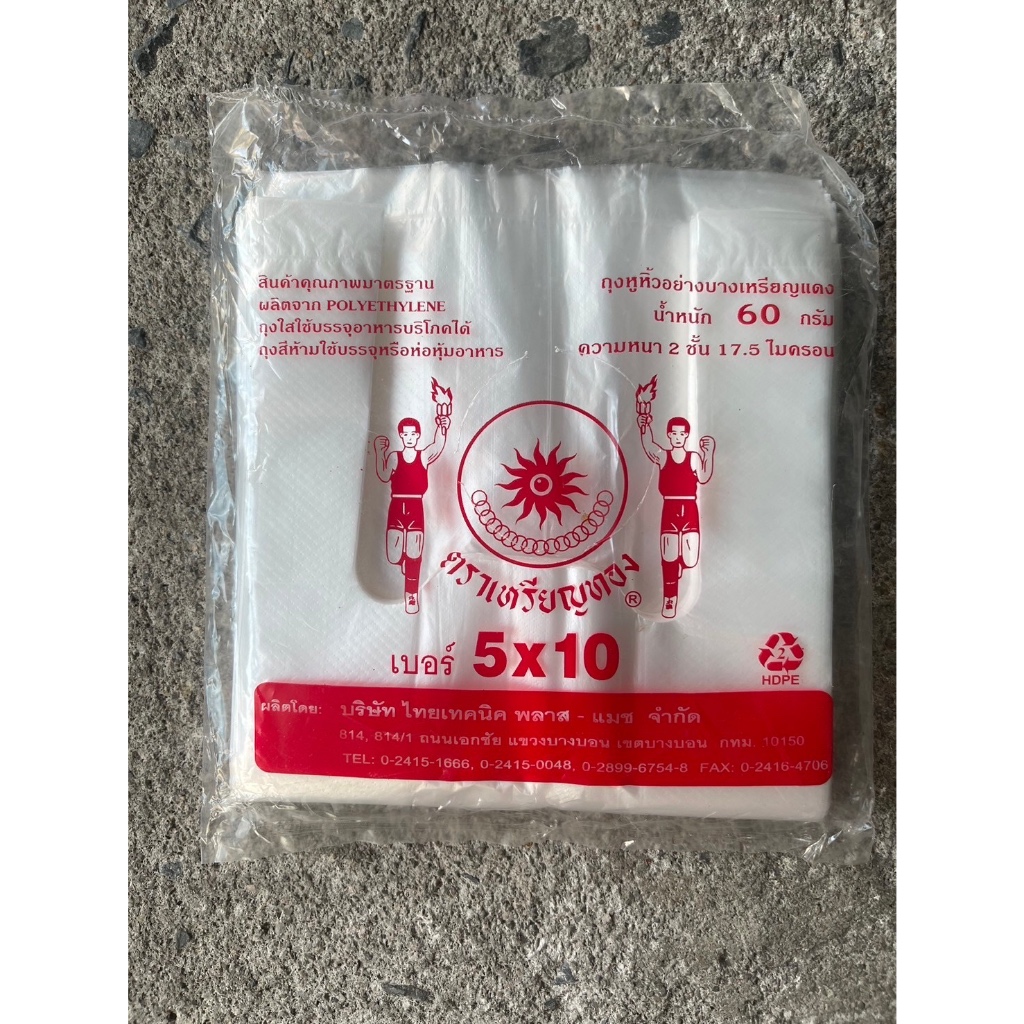 สินค้าคุณภาพมาตรฐาน
ผลิตจาก POLYETHYLENE
ถุงใสใช้บรรจุอาหารบริโภคได้
ถุงสีห้ามใช้บรรจุหรือห่อหุ้มอาหาร
ถุงหูหิ้วอย่างบางเหรียญแดง
น้ำหนัก 60 กรัม
ความหนา 2 ชั้น 17.5 ไมครอน
ตราเหรียญทอง ®
เบอร์ 5x10
2
HDPE
ผลิตโดย: บริษัท ไทยเทคนิค พลาส - แมช จำกัด
814, 814/1 ถนนเอกชัย แขวงบางบอน เขตบางบอน กทม. 10150
TEL: 0-2415-1666, 0-2415-0048, 0-2899-6754-8 FAX: 0-2416-4706